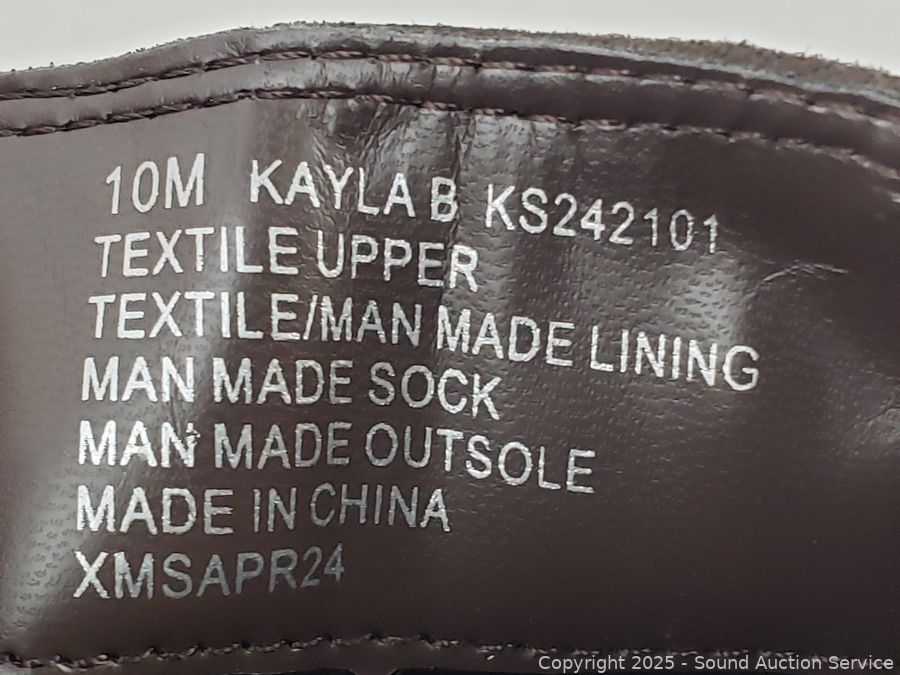 10M KAYLA B KS242101
TEXTILE UPPER
TEXTILE/MAN MADE LINING
MAN MADE SOCK
MAN MADE OUTSOLE
MADE IN CHINA
XMSAPR24
Copyright 2025 - Sound Auction Service